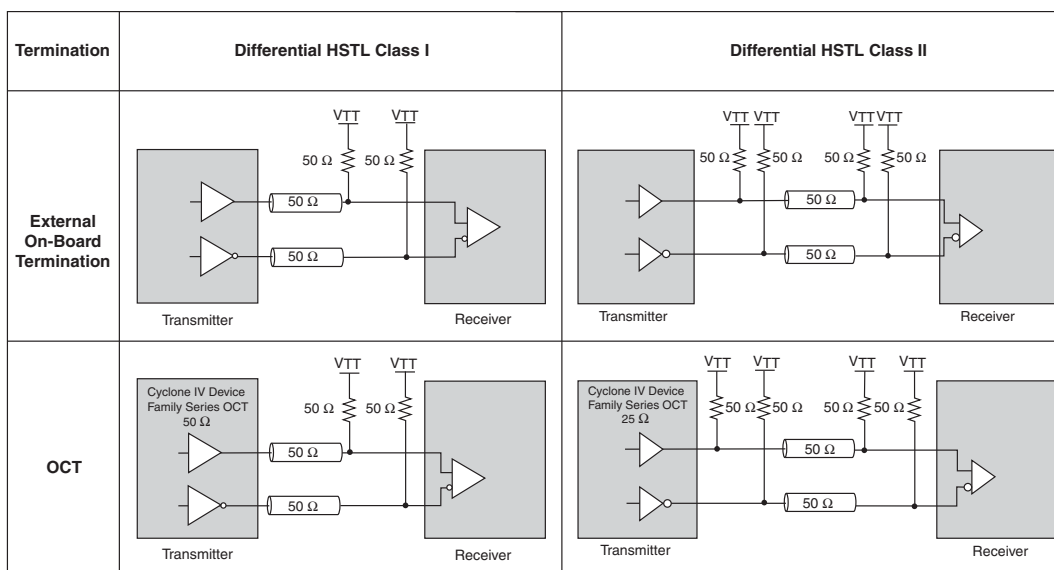 Termination
Differential HSTL Class I
Differential HSTL Class II
External
On-Board
Termination
VTT VTT
50 Ω 50 Ω
50 Ω
50 Ω
Transmitter
Receiver
VTT VTT VTT VTT
50 Ω 50 Ω 50 Ω 50 Ω
50 Ω
50 Ω
Transmitter
Receiver
OCT
Cyclone IV Device
Family Series OCT
50 Ω
VTT VTT
50 Ω 50 Ω
50 Ω
50 Ω
Transmitter
Receiver
Cyclone IV Device
Family Series OCT
25 Ω
VTT VTT VTT VTT
50 Ω 50 Ω 50 Ω 50 Ω
50 Ω
50 Ω
Transmitter
Receiver